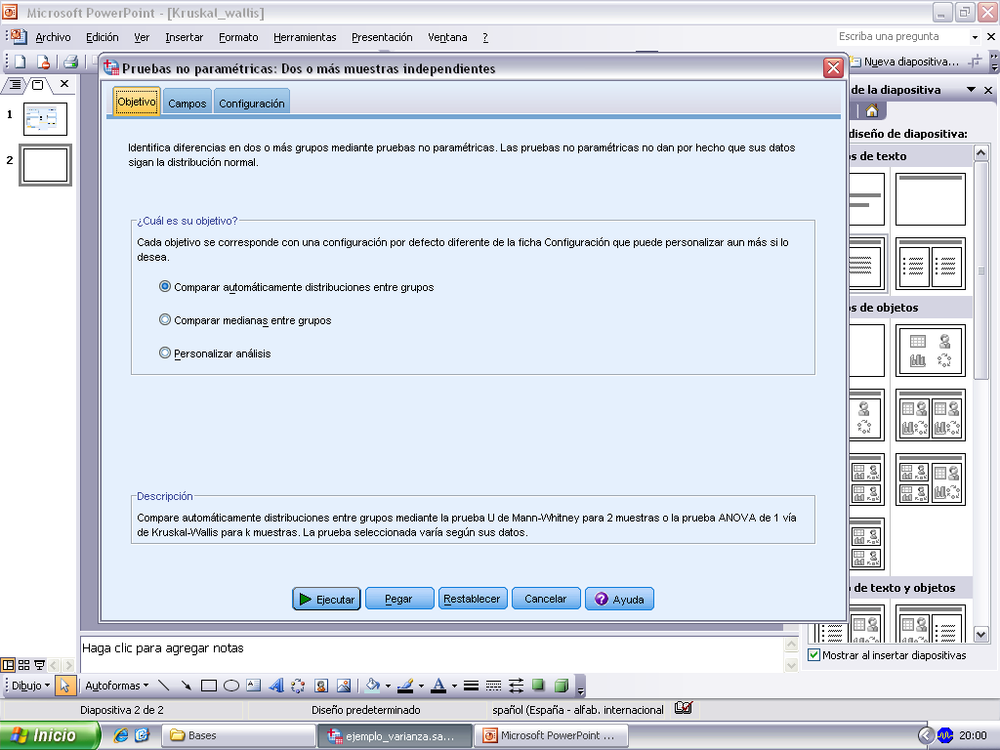 Microsoft PowerPoint - [Kruskal_wallis]
Archivo Edición Ver Insertar Formato Herramientas Presentación Ventana ?
Escriba una pregunta
Nueva diapositiva...
Pruebas no paramétricas: Dos o más muestras independientes
de la diapositiva
Objetivo Campos Configuración
1
2
diseño de diapositiva:
s de texto
Identifica diferencias en dos o más grupos mediante pruebas no paramétricas. Las pruebas no paramétricas no dan por hecho que sus datos
sigan la distribución normal.
¿Cuál es su objetivo?
Cada objetivo se corresponde con una configuración por defecto diferente de la ficha Configuración que puede personalizar aun más si lo
desea.
Comparar automáticamente distribuciones entre grupos
Comparar medianas entre grupos
Personalizar análisis
s de objetos
Descripción
Compare automáticamente distribuciones entre grupos mediante la prueba U de Mann-Whitney para 2 muestras o la prueba ANOVA de 1 vía
de Kruskal-Wallis para k muestras. La prueba seleccionada varía según sus datos.
Ejecutar Pegar Restablecer Cancelar Ayuda
de texto y objetos
Haga clic para agregar notas
Mostrar al insertar diapositivas
Dibujo Autoformas
Diapositiva 2 de 2 Diseño predeterminado spañol (España - alfab. internacional
Inicio Bases ejemplo_varianza.sa... Microsoft PowerPoint ... 20:00